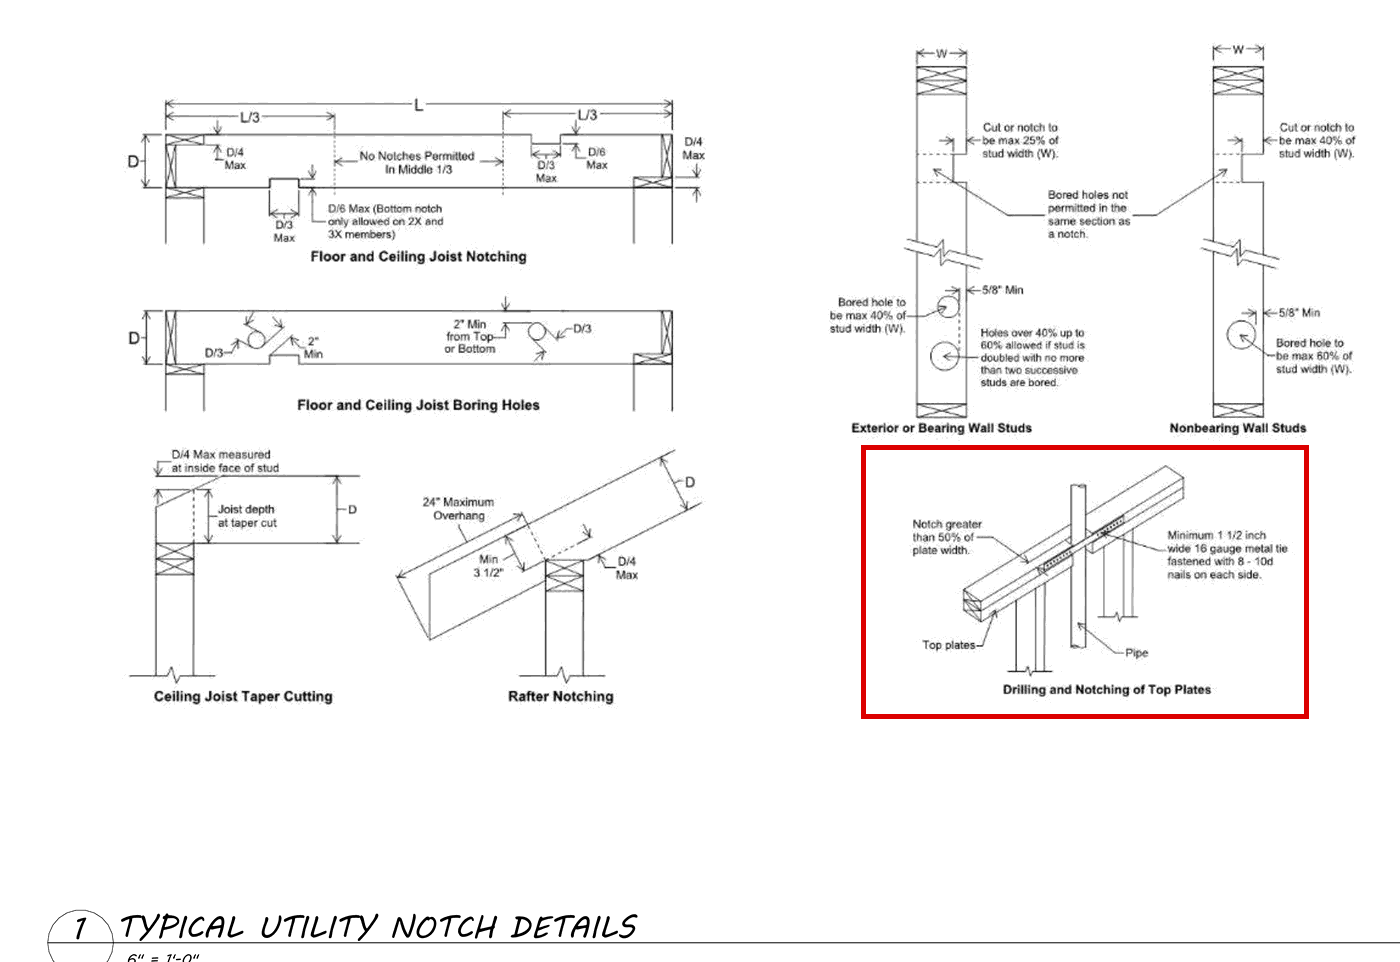 L
L/3
L/3
D
D/4
Max
No Notches Permitted
In Middle 1/3
D/3
Max
D/6
Max
D/4
Max
D/3
Max
D/6 Max (Bottom notch
only allowed on 2X and
3X members)
Floor and Ceiling Joist Notching
D
D/3
2"
Min
2" Min
from Top
or Bottom
D/3
Floor and Ceiling Joist Boring Holes
D/4 Max measured
at inside face of stud
Joist depth
at taper cut
D
Ceiling Joist Taper Cutting
24" Maximum
Overhang
Min
3 1/2"
D
D/4
Max
Rafter Notching
W
Cut or notch to
be max 25% of
stud width (W).
Bored holes not
permitted in the
same section as
a notch.
5/8" Min
Bored hole to
be max 40% of
stud width (W).
Holes over 40% up to
60% allowed if stud is
doubled with no more
than two successive
studs are bored.
Exterior or Bearing Wall Studs
W
Cut or notch to
be max 40% of
stud width (W).
5/8" Min
Bored hole to
be max 60% of
stud width (W).
Nonbearing Wall Studs
Notch greater
than 50% of
plate width.
Minimum 1 1/2 inch
wide 16 gauge metal tie
fastened with 8 - 10d
nails on each side.
Top plates
Pipe
Drilling and Notching of Top Plates
1 TYPICAL UTILITY NOTCH DETAILS
6" = 1'-0"